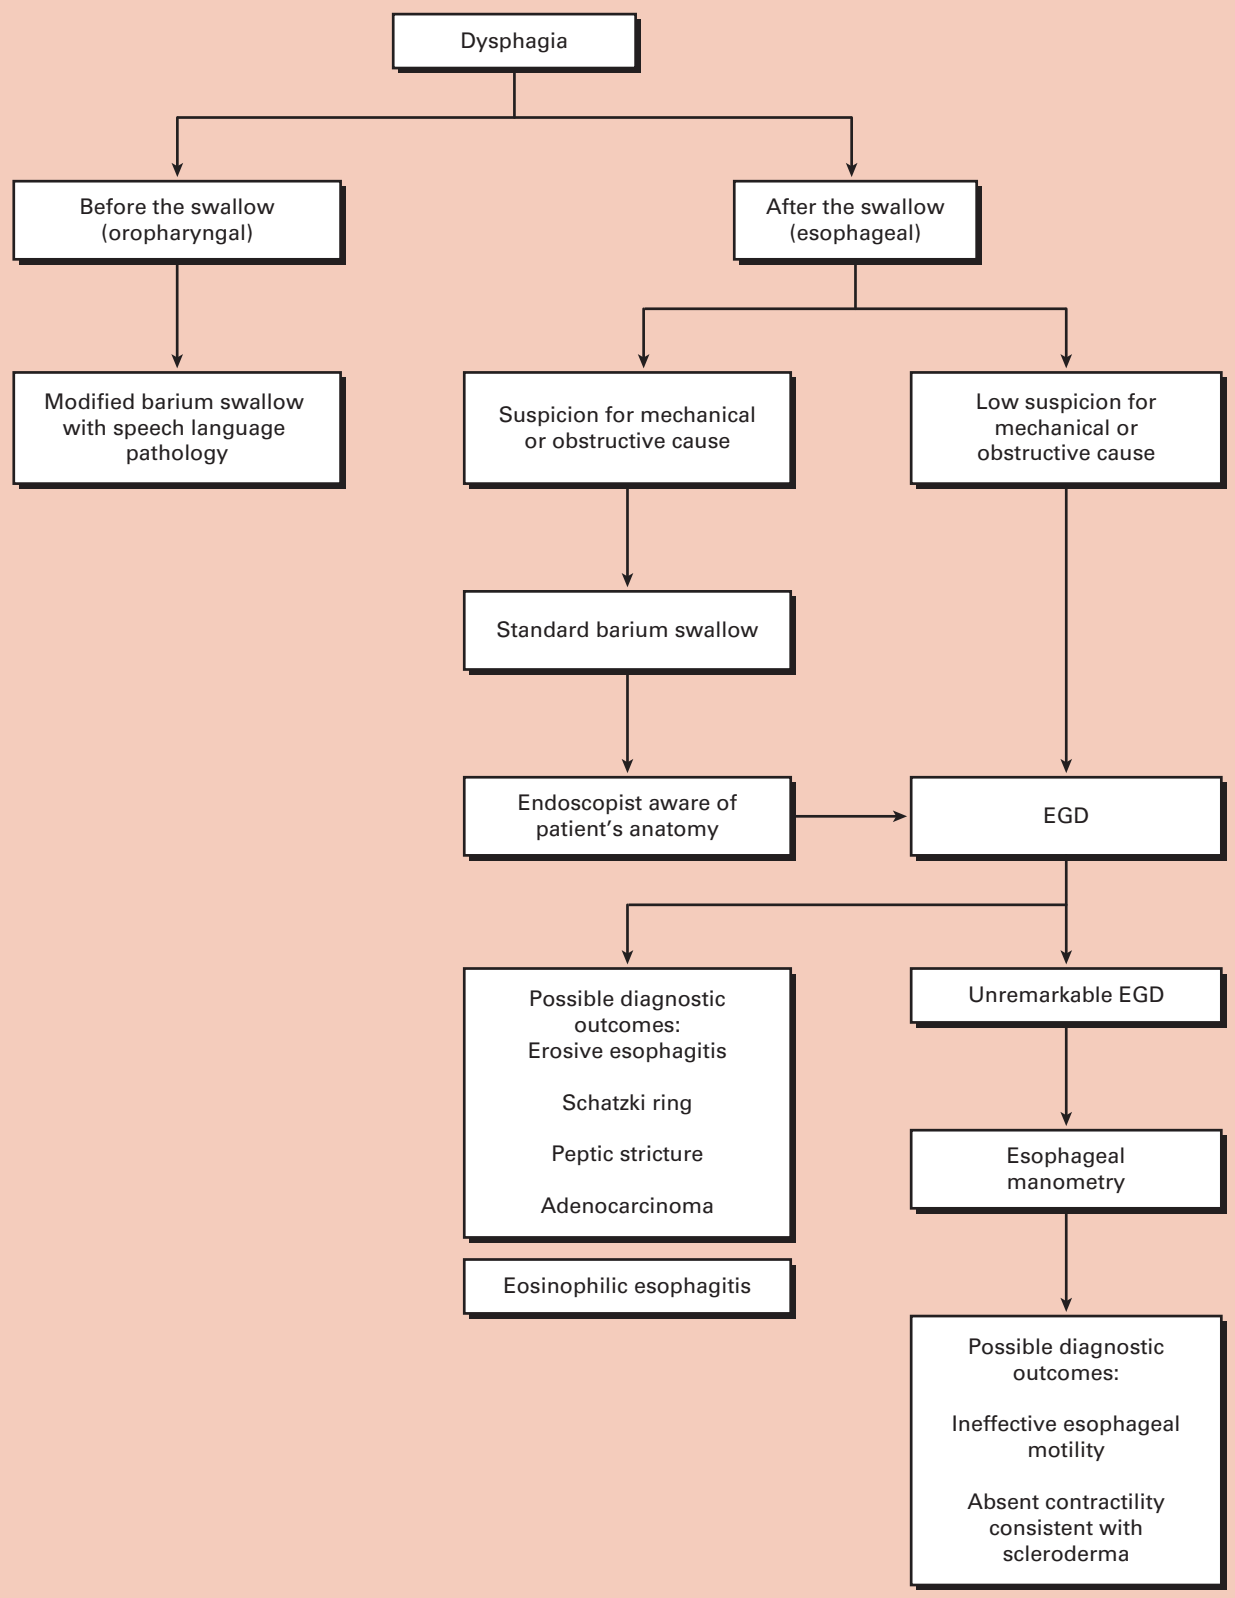 Dysphagia
Before the swallow
(oropharyngal)
After the swallow
(esophageal)
Modified barium swallow
with speech language
pathology
Suspicion for mechanical
or obstructive cause
Low suspicion for
mechanical or
obstructive cause
Standard barium swallow
Endoscopist aware of
patient's anatomy
EGD
Possible diagnostic
outcomes:
Erosive esophagitis
Schatzki ring
Peptic stricture
Adenocarcinoma
Eosinophilic esophagitis
Unremarkable EGD
Esophageal
manometry
Possible diagnostic
outcomes:
Ineffective esophageal
motility
Absent contractility
consistent with
scleroderma